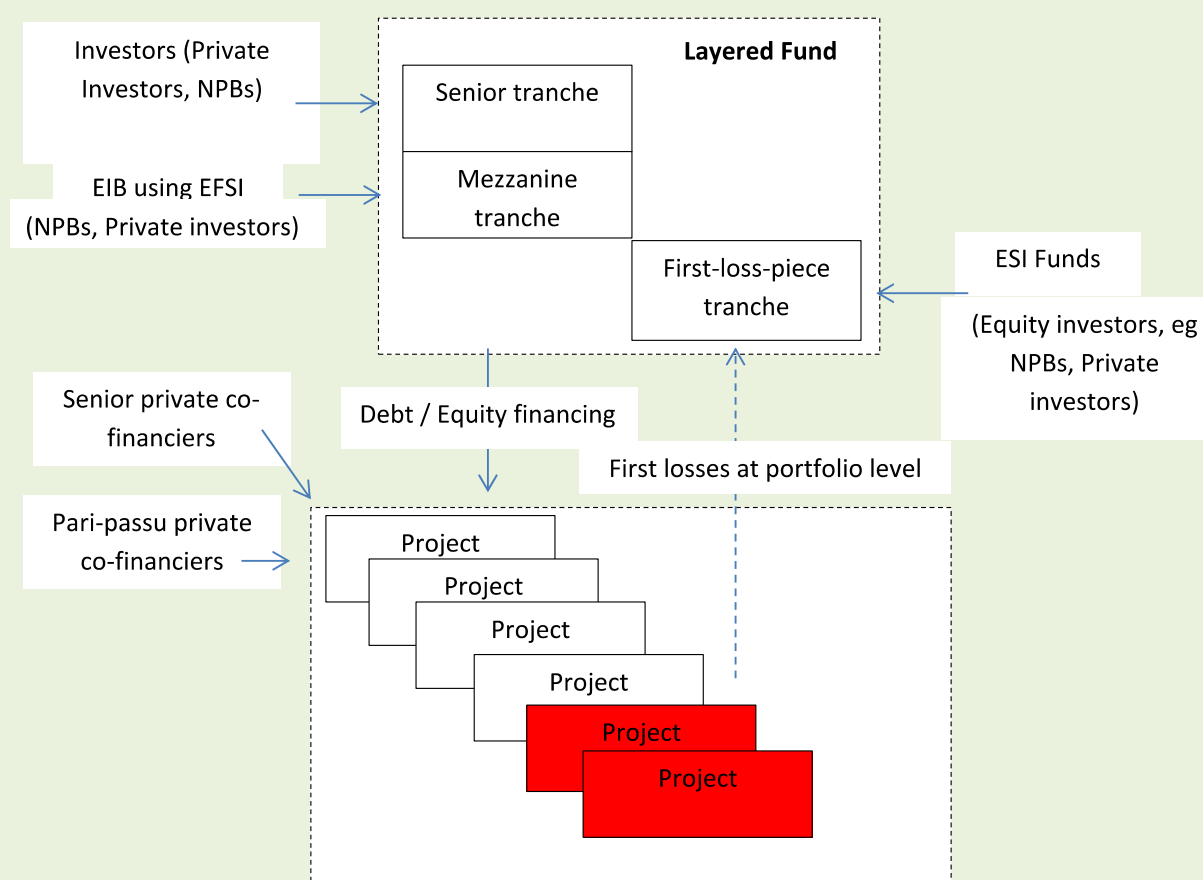 Layered Fund
Investors (Private
Investors, NPBs)
Senior tranche
EIB using EFSI
(NPBs, Private investors)
Mezzanine
tranche
First-loss-piece
tranche
ESI Funds
(Equity investors, eg
NPBs, Private
investors)
Senior private co-
financiers
Debt / Equity financing
First losses at portfolio level
Pari-passu private
co-financiers
Project
Project
Project
Project
Project
Project